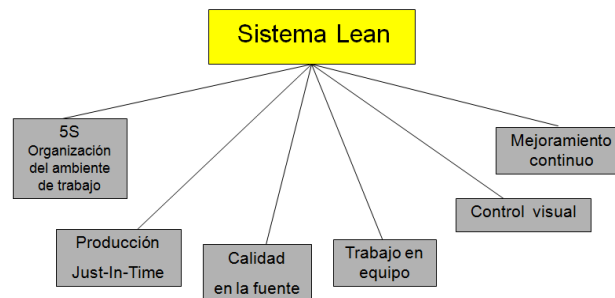 Sistema Lean
5S
Organización
del ambiente
de trabajo
Mejoramiento
continuo
Control visual
Producción
Just-In-Time
Calidad
en la fuente
Trabajo en
equipo